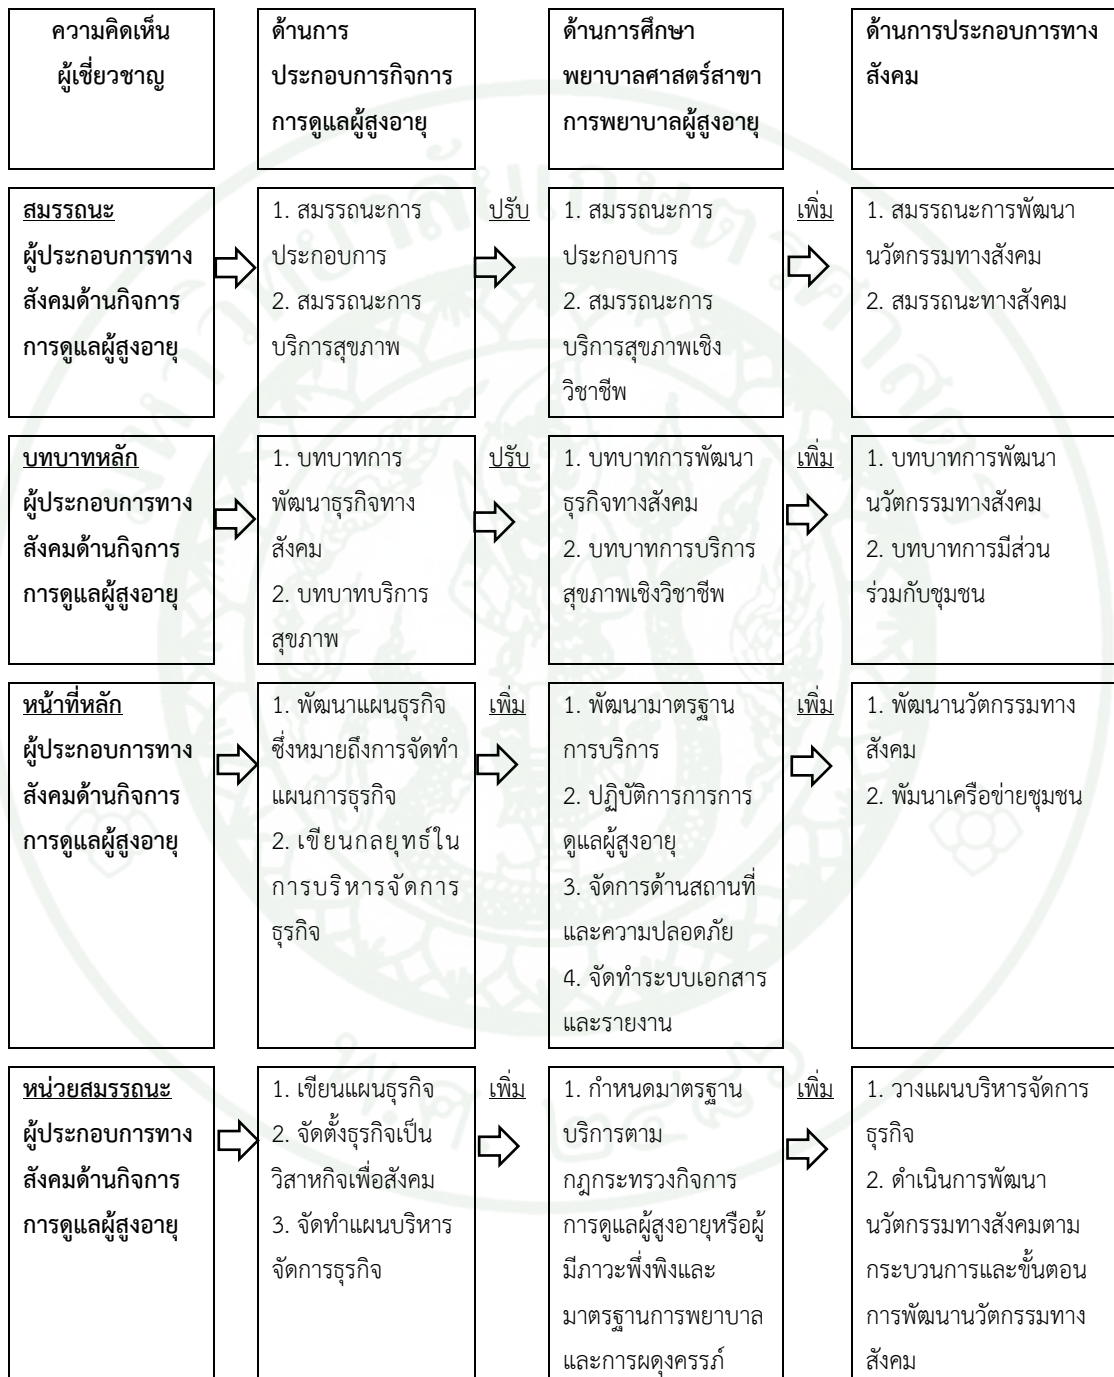 ความคิดเห็น
ผู้เชี่ยวชาญ
ด้านการ
ประกอบการกิจการ
การดูแลผู้สูงอายุ
ด้านการศึกษา
พยาบาลศาสตร์สาขา
การพยาบาลผู้สูงอายุ
ด้านการประกอบการทาง
สังคม
สมรรถนะ
ผู้ประกอบการทาง
สังคมด้านกิจการ
การดูแลผู้สูงอายุ
1. สมรรถนะการ
ประกอบการ
2. สมรรถนะการ
บริการสุขภาพ
ปรับ
1. สมรรถนะการ
ประกอบการ
2. สมรรถนะการ
บริการสุขภาพเชิง
วิชาชีพ
เพิ่ม
1. สมรรถนะการพัฒนา
นวัตกรรมทางสังคม
2. สมรรถนะทางสังคม
บทบาทหลัก
ผู้ประกอบการทาง
สังคมด้านกิจการ
การดูแลผู้สูงอายุ
1. บทบาทการ
พัฒนาธุรกิจทาง
สังคม
2. บทบาทบริการ
สุขภาพ
ปรับ
1. บทบาทการพัฒนา
ธุรกิจทางสังคม
2. บทบาทการบริการ
สุขภาพเชิงวิชาชีพ
เพิ่ม
1. บทบาทการพัฒนา
นวัตกรรมทางสังคม
2. บทบาทการมีส่วน
ร่วมกับชุมชน
หน้าที่หลัก
ผู้ประกอบการทาง
สังคมด้านกิจการ
การดูแลผู้สูงอายุ
1. พัฒนาแผนธุรกิจ
ซึ่งหมายถึงการจัดทำ
แผนการธุรกิจ
2. เขียนกลยุทธ์ใน
การบริหารจัดการ
ธุรกิจ
เพิ่ม
1. พัฒนามาตรฐาน
การบริการ
2. ปฏิบัติการการการ
ดูแลผู้สูงอายุ
3. จัดการด้านสถานที่
และความปลอดภัย
4. จัดทำระบบเอกสาร
และรายงาน
เพิ่ม
1. พัฒนานวัตกรรมทาง
สังคม
2. พัมนาเครือข่ายชุมชน
หน่วยสมรรถนะ
ผู้ประกอบการทาง
สังคมด้านกิจการ
การดูแลผู้สูงอายุ
1. เขียนแผนธุรกิจ
2. จัดตั้งธุรกิจเป็น
วิสาหกิจเพื่อสังคม
3. จัดทำแผนบริหาร
จัดการธุรกิจ
เพิ่ม
1. กำหนดมาตรฐาน
บริการตาม
กฎกระทรวงกิจการ
การดูแลผู้สูงอายุหรือผู้
มีภาวะพึ่งพิงและ
มาตรฐานการพยาบาล
และการผดุงครรภ์
เพิ่ม
1. วางแผนบริหารจัดการ
ธุรกิจ
2. ดำเนินการพัฒนา
นวัตกรรมทางสังคมตาม
กระบวนการและขั้นตอน
การพัฒนานวัตกรรมทาง
สังคม
มหาวิทยาลัยเกษตรศาสตร์
พ.ศ. ๒๔๘๖